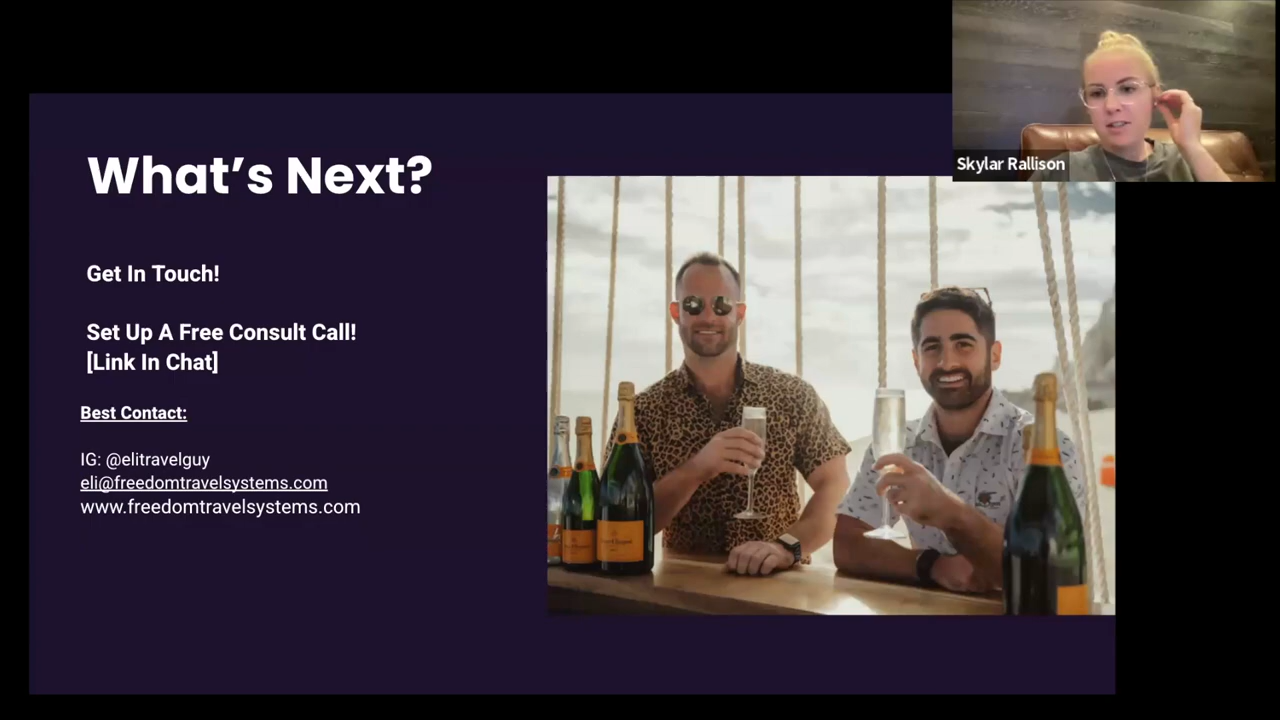 What's Next?
Get In Touch!
Set Up A Free Consult Call!
[Link In Chat]
Best Contact:
IG: @elitravelguy
eli@freedomtravelsystems.com
www.freedomtravelsystems.com
Skylar Rallison